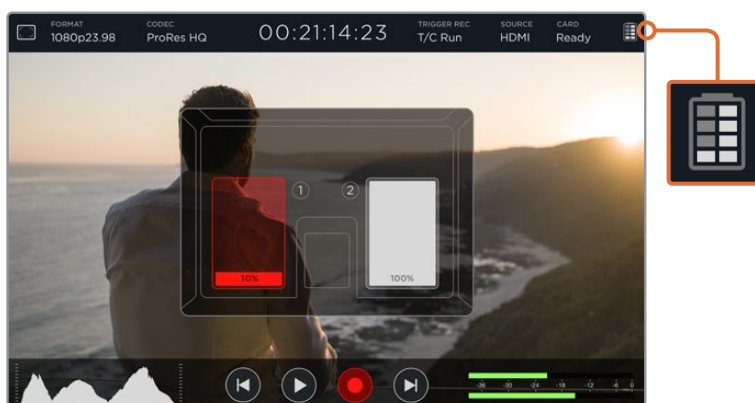 FORMAT CODEC TRIGGER REC SOURCE CARD
1080p23.98 ProRes HQ 00:21:14:23 T/C Run HDMI Ready
1 2
10% 100%
-36 -30 -24 -18 -12 -6 0